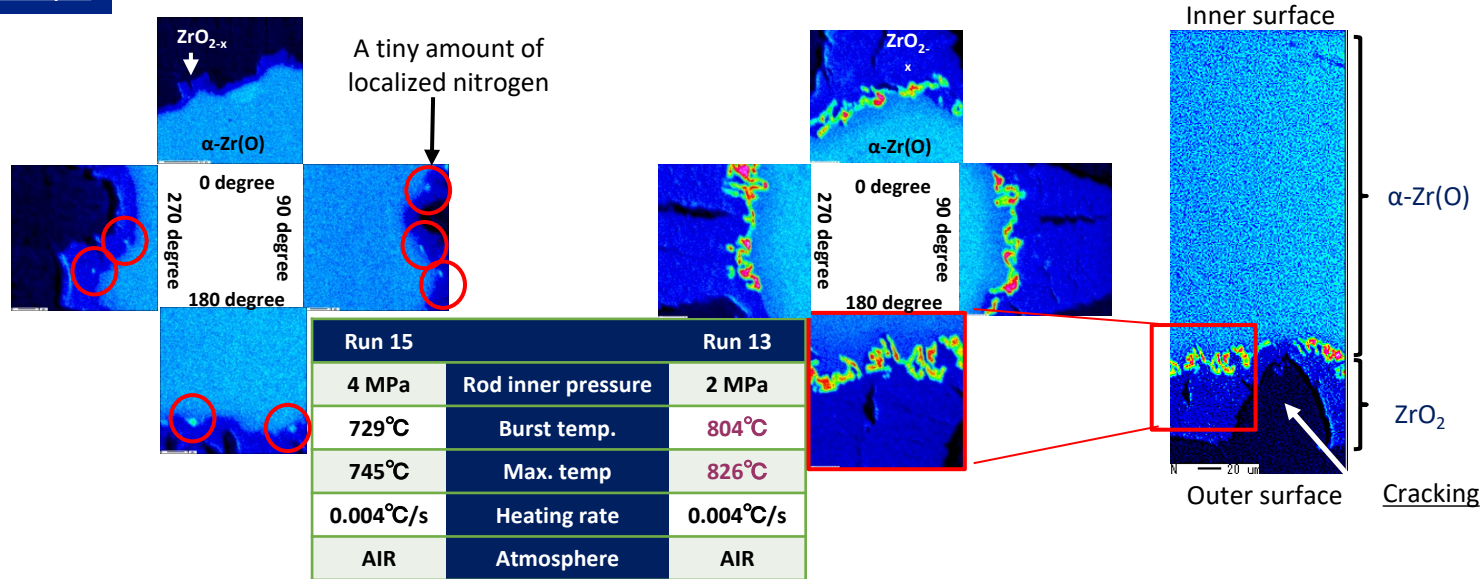 Inner surface
ZrO2-x
A tiny amount of
localized nitrogen
ZrO2-
x
α-Zr(O)
α-Zr(O)
0 degree
270 degree
90 degree
180 degree
0 degree
270 degree
90 degree
180 degree
α-Zr(O)
ZrO2
Run 15 Run 13
4 MPa Rod inner pressure 2 MPa
729℃ Burst temp. 804℃
745℃ Max. temp 826℃
0.004℃/s Heating rate 0.004℃/s
AIR Atmosphere AIR
N 20 um
Outer surface
Cracking